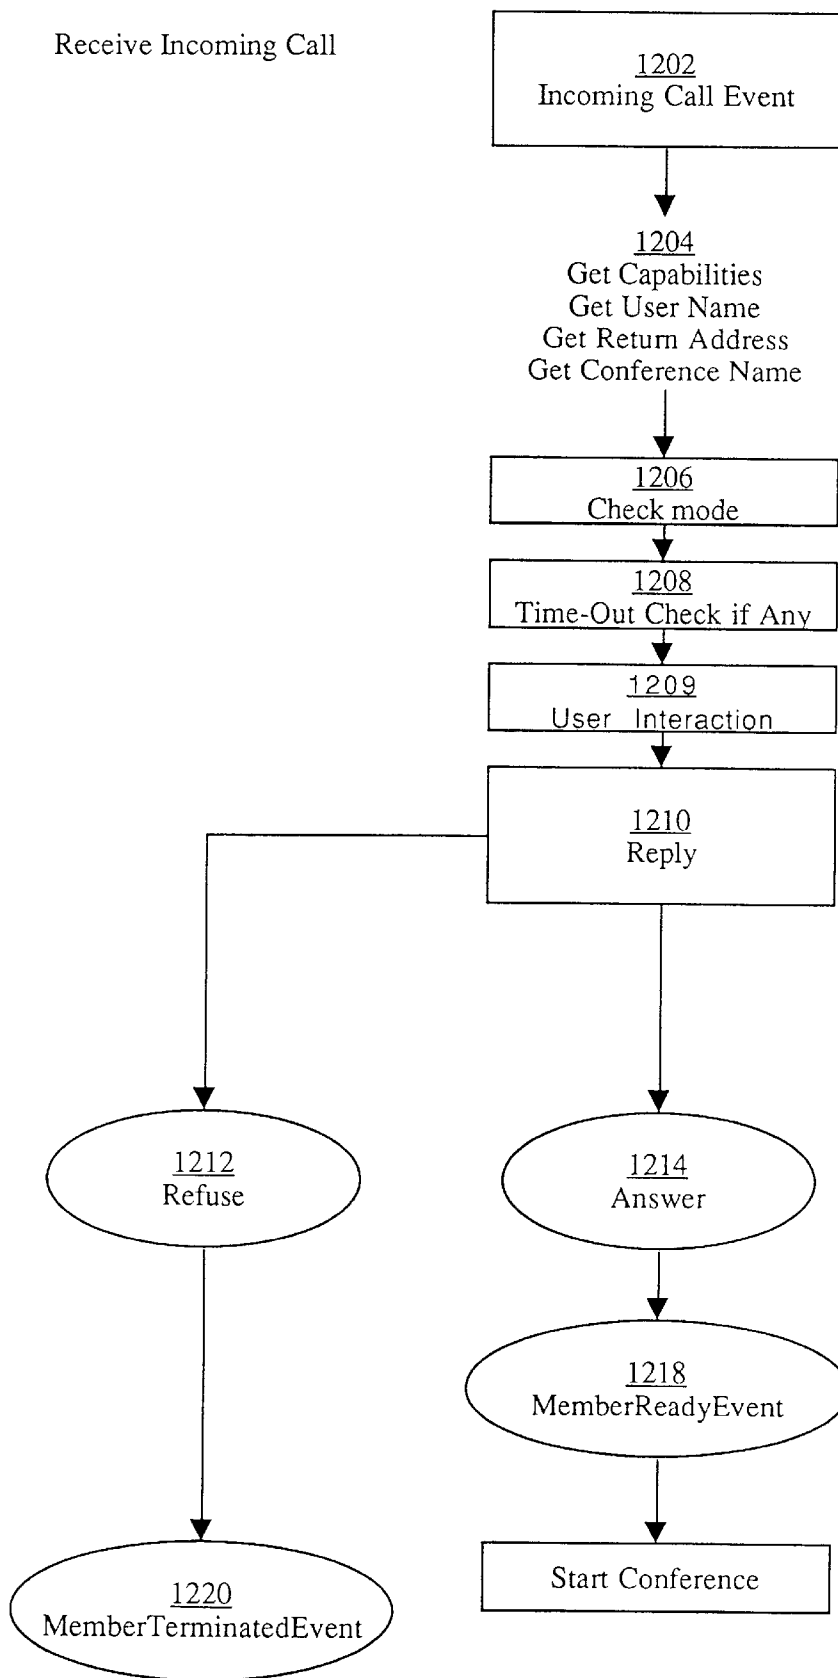 Receive Incoming Call
1202
Incoming Call Event
1204
Get Capabilities
Get User Name
Get Return Address
Get Conference Name
1206
Check mode
1208
Time-Out Check if Any
1209
User Interaction
1210
Reply
1212
Refuse
1214
Answer
1218
MemberReadyEvent
1220
MemberTerminatedEvent
Start Conference